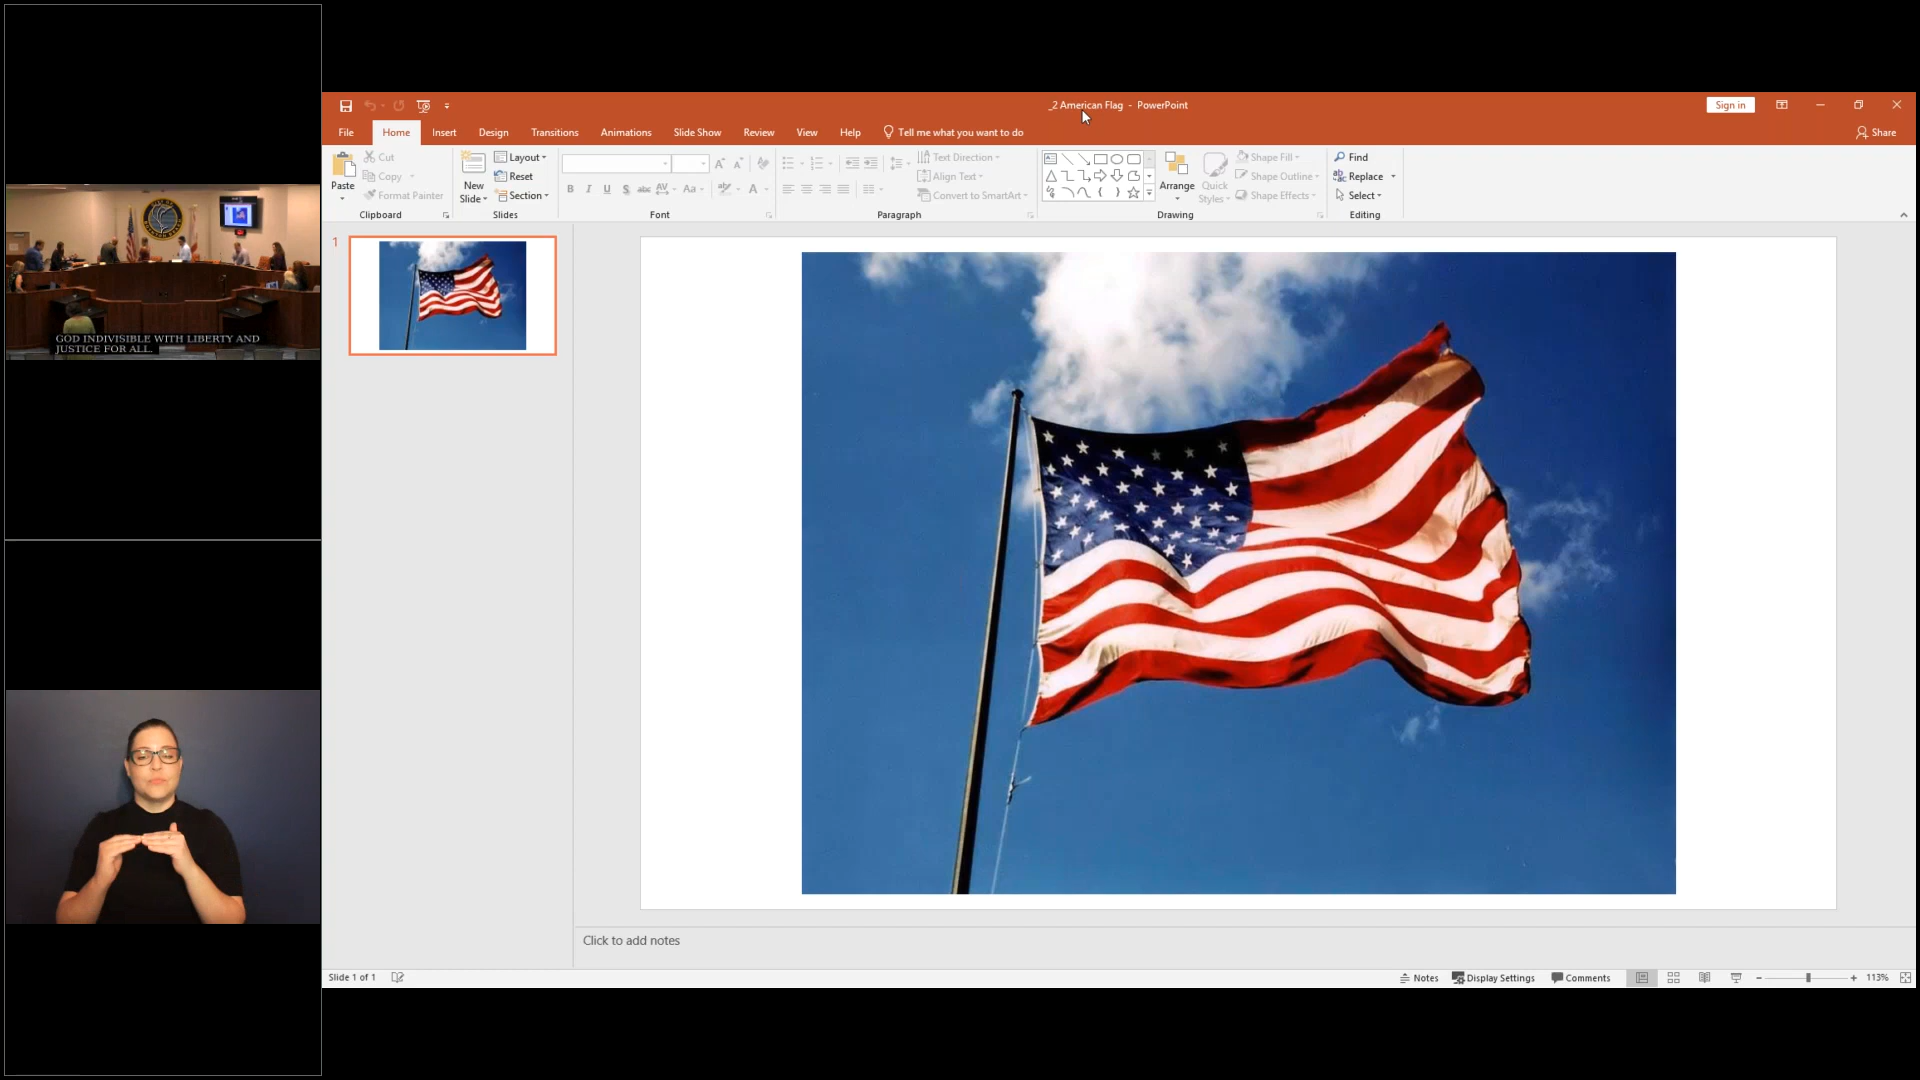 _2 American Flag - PowerPoint
Sign in
File Home Insert Design Transitions Animations Slide Show Review View Help Tell me what you want to do Share
Paste
Cut
Copy
Format Painter
Clipboard
New
Slide
Layout
Reset
Section
Slides
B I U S abc AV Aa A
Font
Text Direction
Align Text
Convert to SmartArt
Paragraph
Arrange
Quick
Styles
Shape Fill
Shape Outline
Shape Effects
Drawing
Find
Replace
Select
Editing
1
GOD INDIVISIBLE WITH LIBERTY AND
JUSTICE FOR ALL.
Click to add notes
Slide 1 of 1
Notes Display Settings Comments 113%